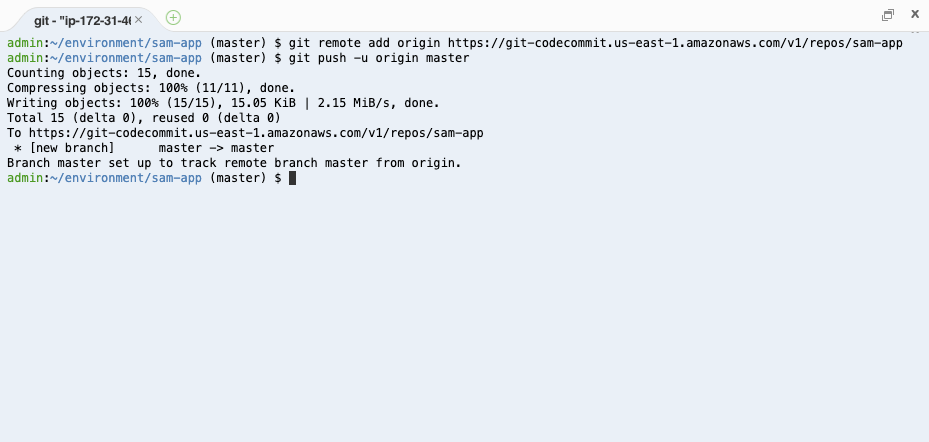 git - "ip-172-31-4
admin:~/environment/sam-app (master) $ git remote add origin https://git-codecommit.us-east-1.amazonaws.com/v1/repos/sam-app
admin:~/environment/sam-app (master) $ git push -u origin master
Counting objects: 15, done.
Compressing objects: 100% (11/11), done.
Writing objects: 100% (15/15), 15.05 KiB | 2.15 MiB/s, done.
Total 15 (delta 0), reused 0 (delta 0)
To https://git-codecommit.us-east-1.amazonaws.com/v1/repos/sam-app
 * [new branch]      master -> master
Branch master set up to track remote branch master from origin.
admin:~/environment/sam-app (master) $